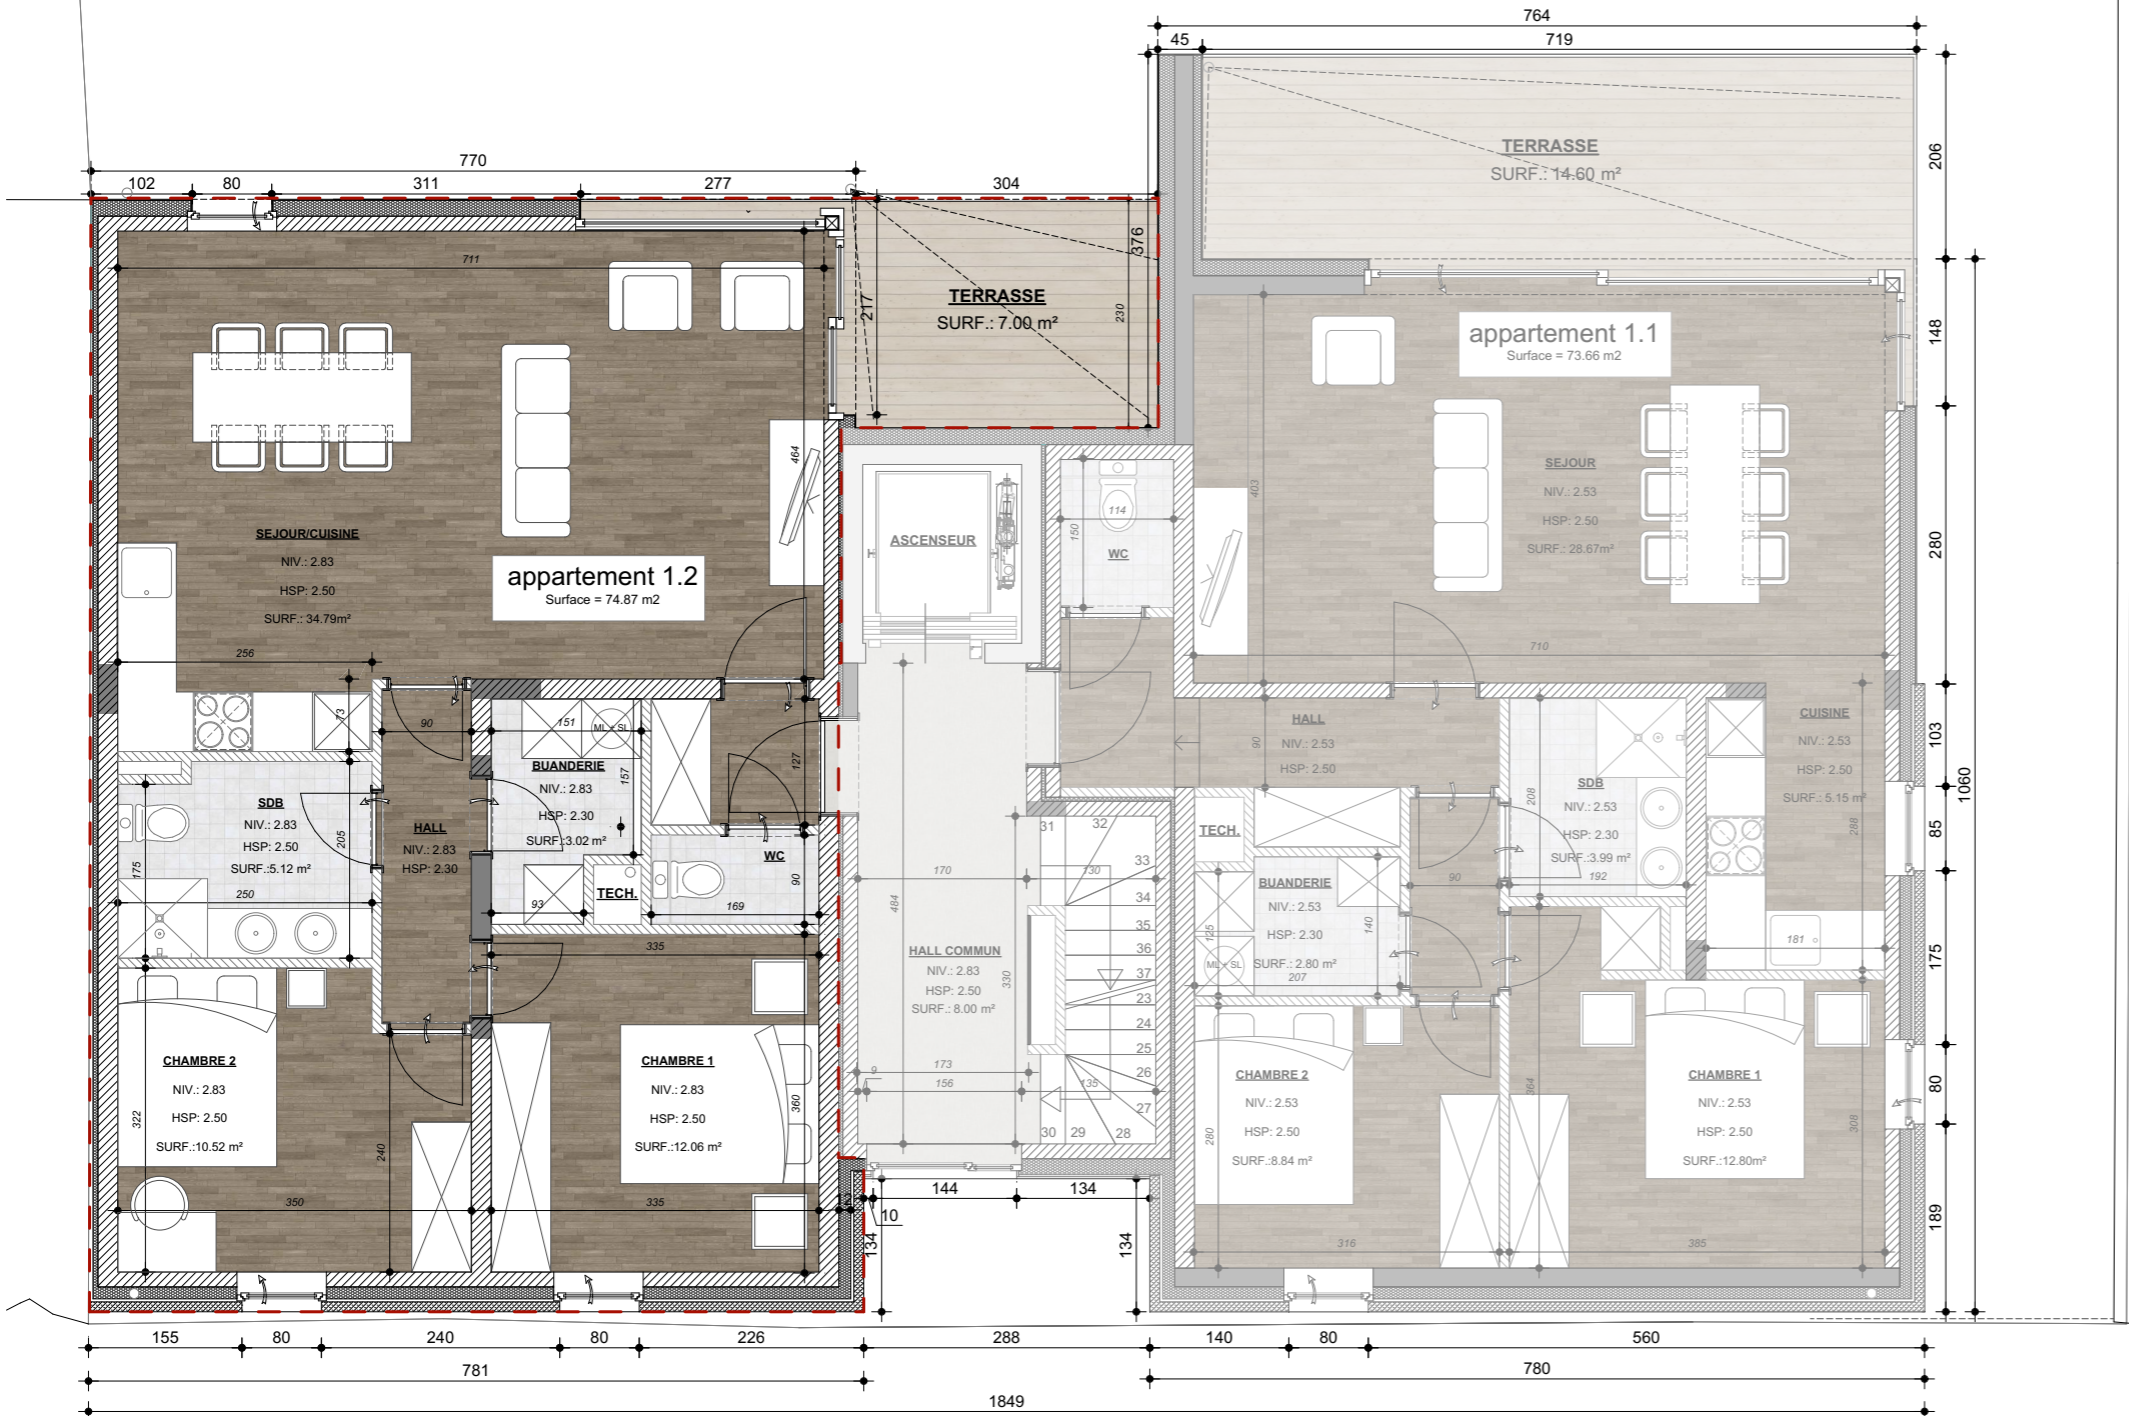 764
45
719
770
102
80
311
277
304
206
TERRASSE
SURF.: 14.60 m²
376
217
230
TERRASSE
SURF.: 7.00 m²
711
148
appartement 1.1
Surface = 73.66 m2
464
403
SEJOUR
NIV.: 2.53
HSP: 2.50
SURF.: 28.67m²
280
SEJOUR/CUISINE
NIV.: 2.83
HSP: 2.50
SURF.: 34.79m²
appartement 1.2
Surface = 74.87 m2
ASCENSEUR
114
150
WC
256
710
73
90
151
ML + SL
127
BUANDERIE
NIV.: 2.83
HSP: 2.30
SURF.:3.02 m²
157
HALL
NIV.: 2.53
HSP: 2.50
90
CUISINE
NIV.: 2.53
HSP: 2.50
SURF.: 5.15 m²
103
1060
SDB
NIV.: 2.83
HSP: 2.50
SURF.:5.12 m²
205
175
250
HALL
NIV.: 2.83
HSP: 2.30
WC
90
169
TECH.
93
SDB
NIV.: 2.53
HSP: 2.30
SURF.:3.99 m²
208
192
288
85
31
32
33
34
35
36
37
23
24
25
26
27
28
29
30
170
130
484
330
TECH.
BUANDERIE
NIV.: 2.53
HSP: 2.30
SURF.: 2.80 m²
125
140
ML + SL
207
90
181
175
335
HALL COMMUN
NIV.: 2.83
HSP: 2.50
SURF.: 8.00 m²
173
9
156
135
CHAMBRE 2
NIV.: 2.83
HSP: 2.50
SURF.:10.52 m²
322
240
350
CHAMBRE 1
NIV.: 2.83
HSP: 2.50
SURF.:12.06 m²
360
335
CHAMBRE 2
NIV.: 2.53
HSP: 2.50
SURF.:8.84 m²
280
316
364
CHAMBRE 1
NIV.: 2.53
HSP: 2.50
SURF.:12.80m²
308
385
80
189
12
10
144
134
134
134
155
80
240
80
226
288
140
80
560
781
780
1849